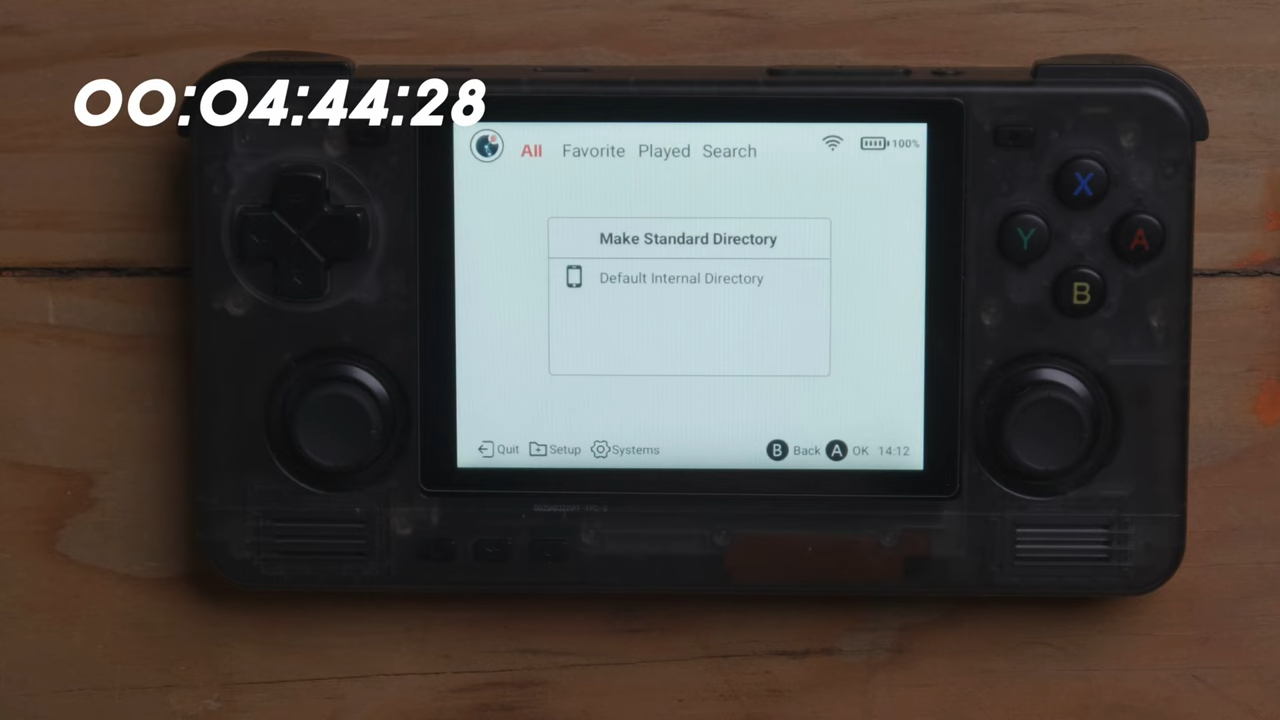 00:04:44:28
All Favorite Played Search 100%
Make Standard Directory
Default Internal Directory
Quit Setup Systems B Back A OK 14:12
X
Y A
B